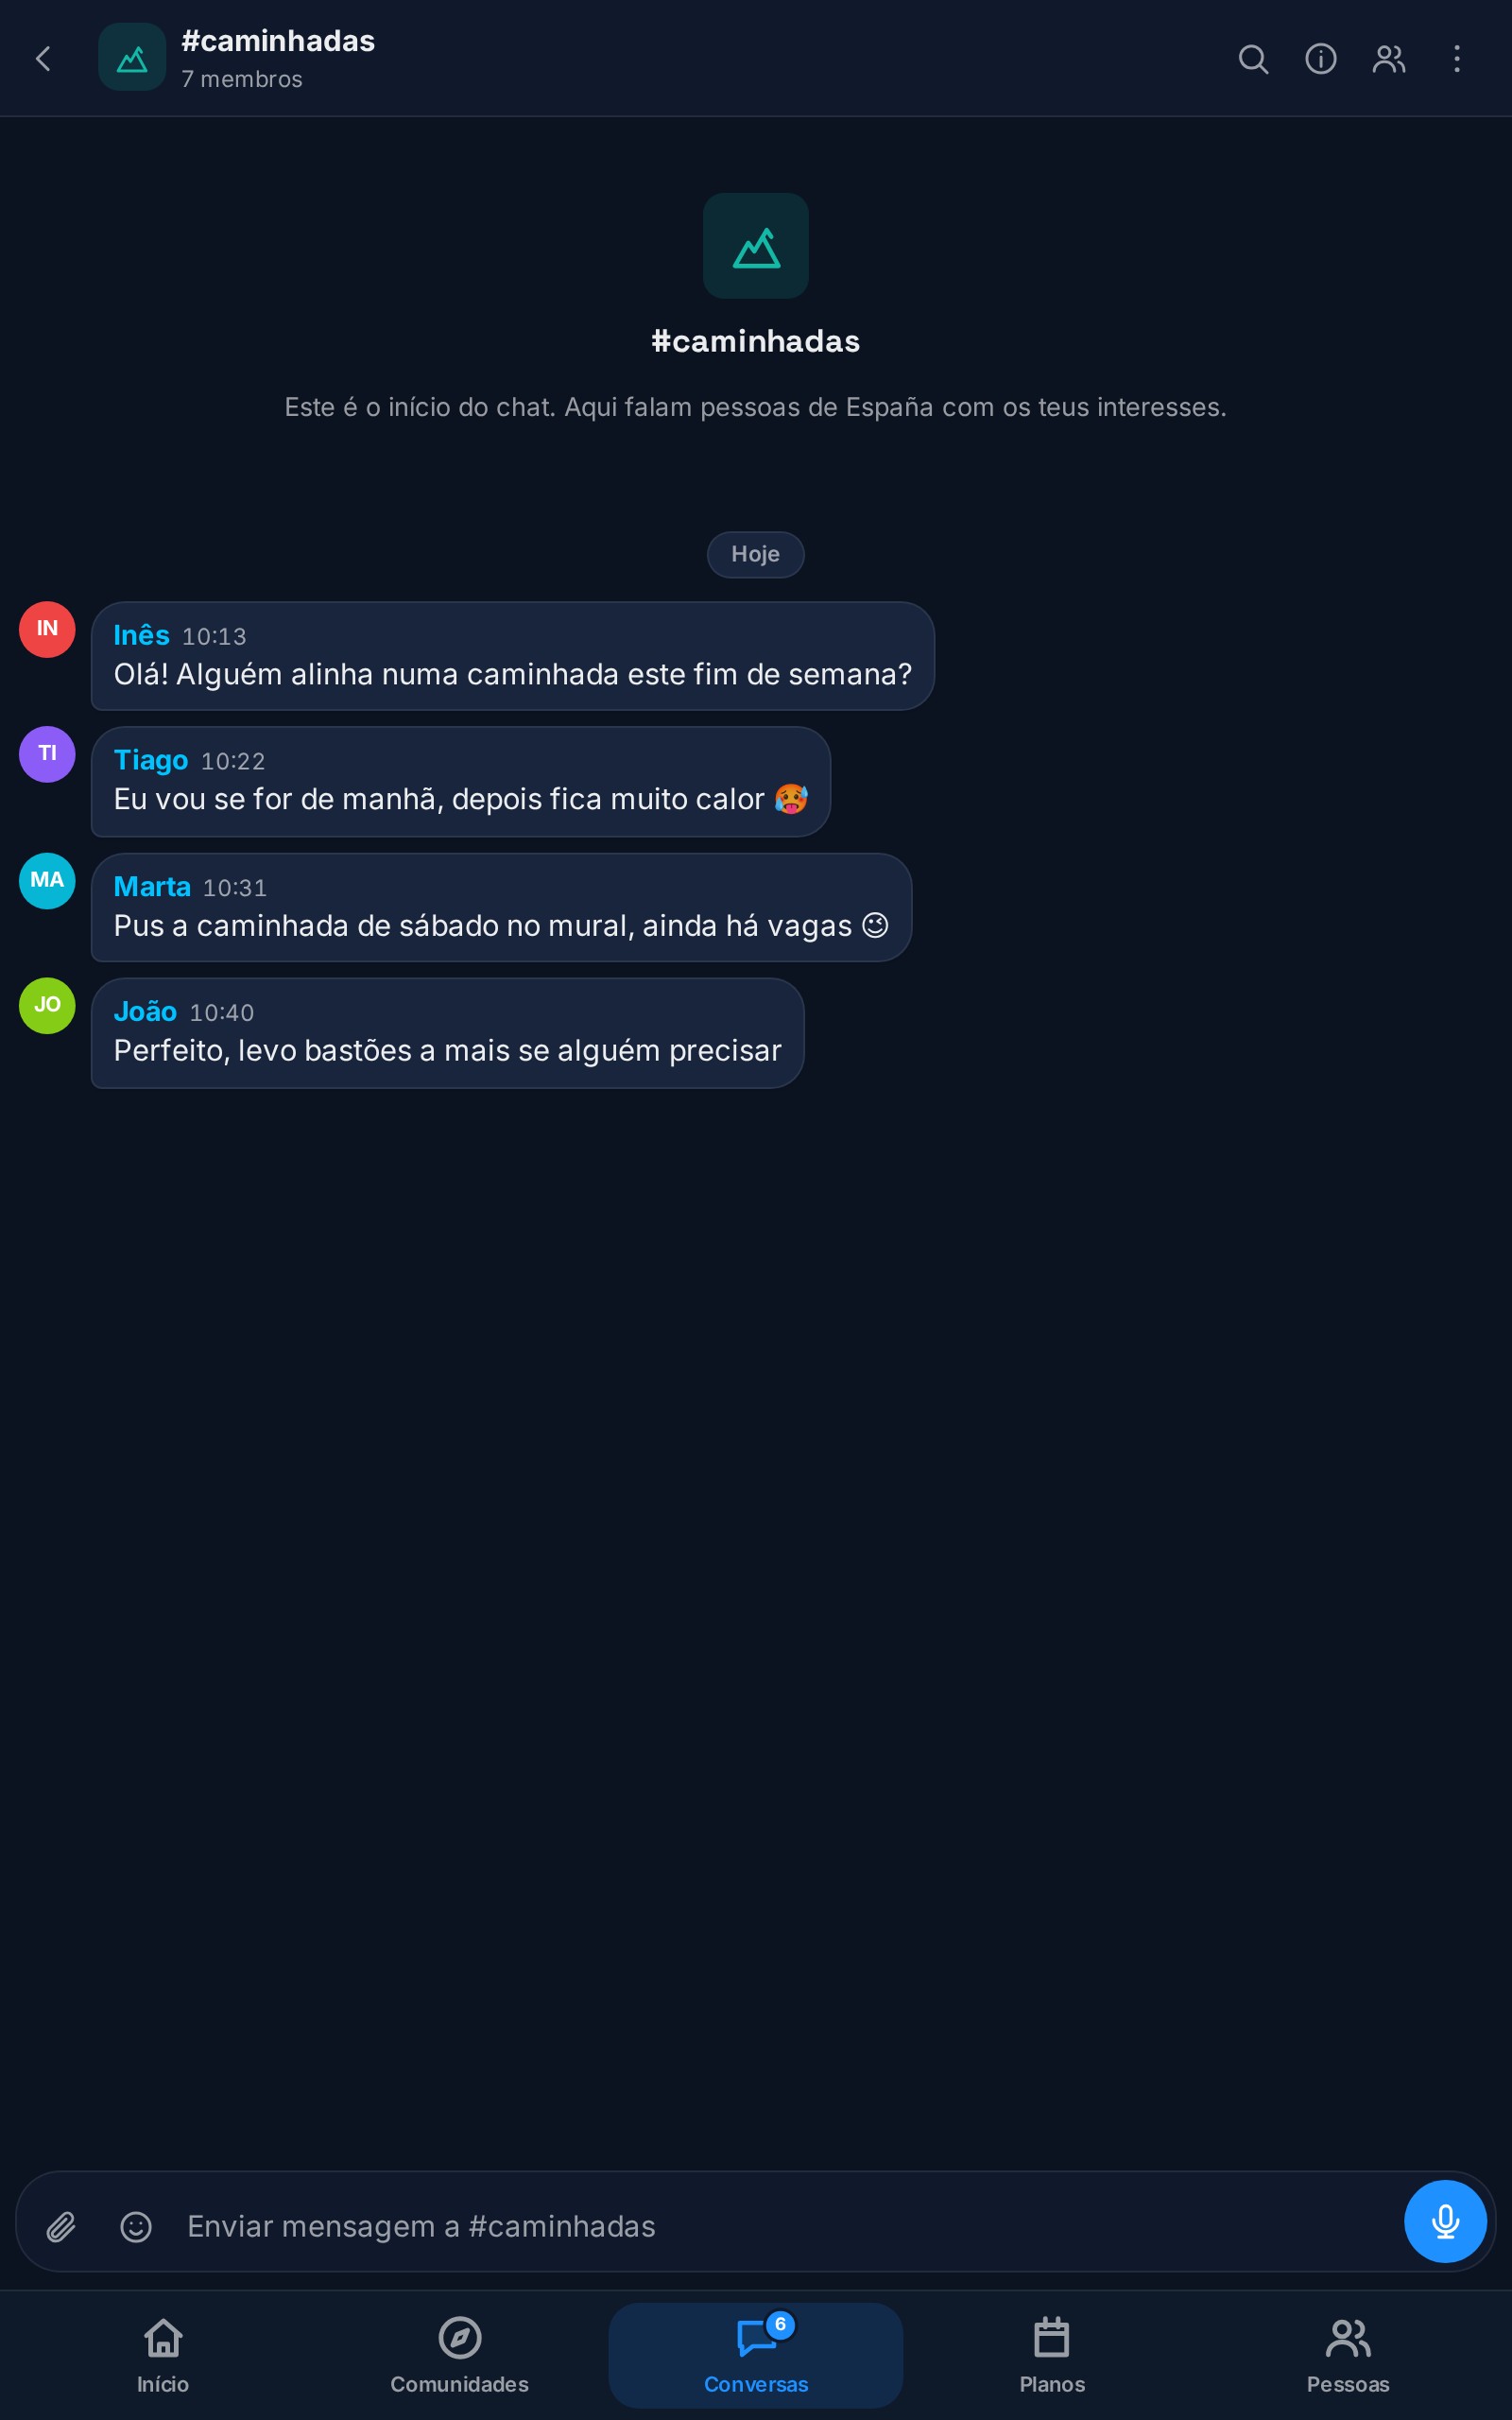 #caminhadas
7 membros
#caminhadas
Este é o início do chat. Aqui falam pessoas de España com os teus interesses.
Hoje
IN
Inês 10:13
Olá! Alguém alinha numa caminhada este fim de semana?
TI
Tiago 10:22
Eu vou se for de manhã, depois fica muito calor 🥵
MA
Marta 10:31
Pus a caminhada de sábado no mural, ainda há vagas 😉
JO
João 10:40
Perfeito, levo bastões a mais se alguém precisar
Enviar mensagem a #caminhadas
6
Início
Comunidades
Conversas
Planos
Pessoas